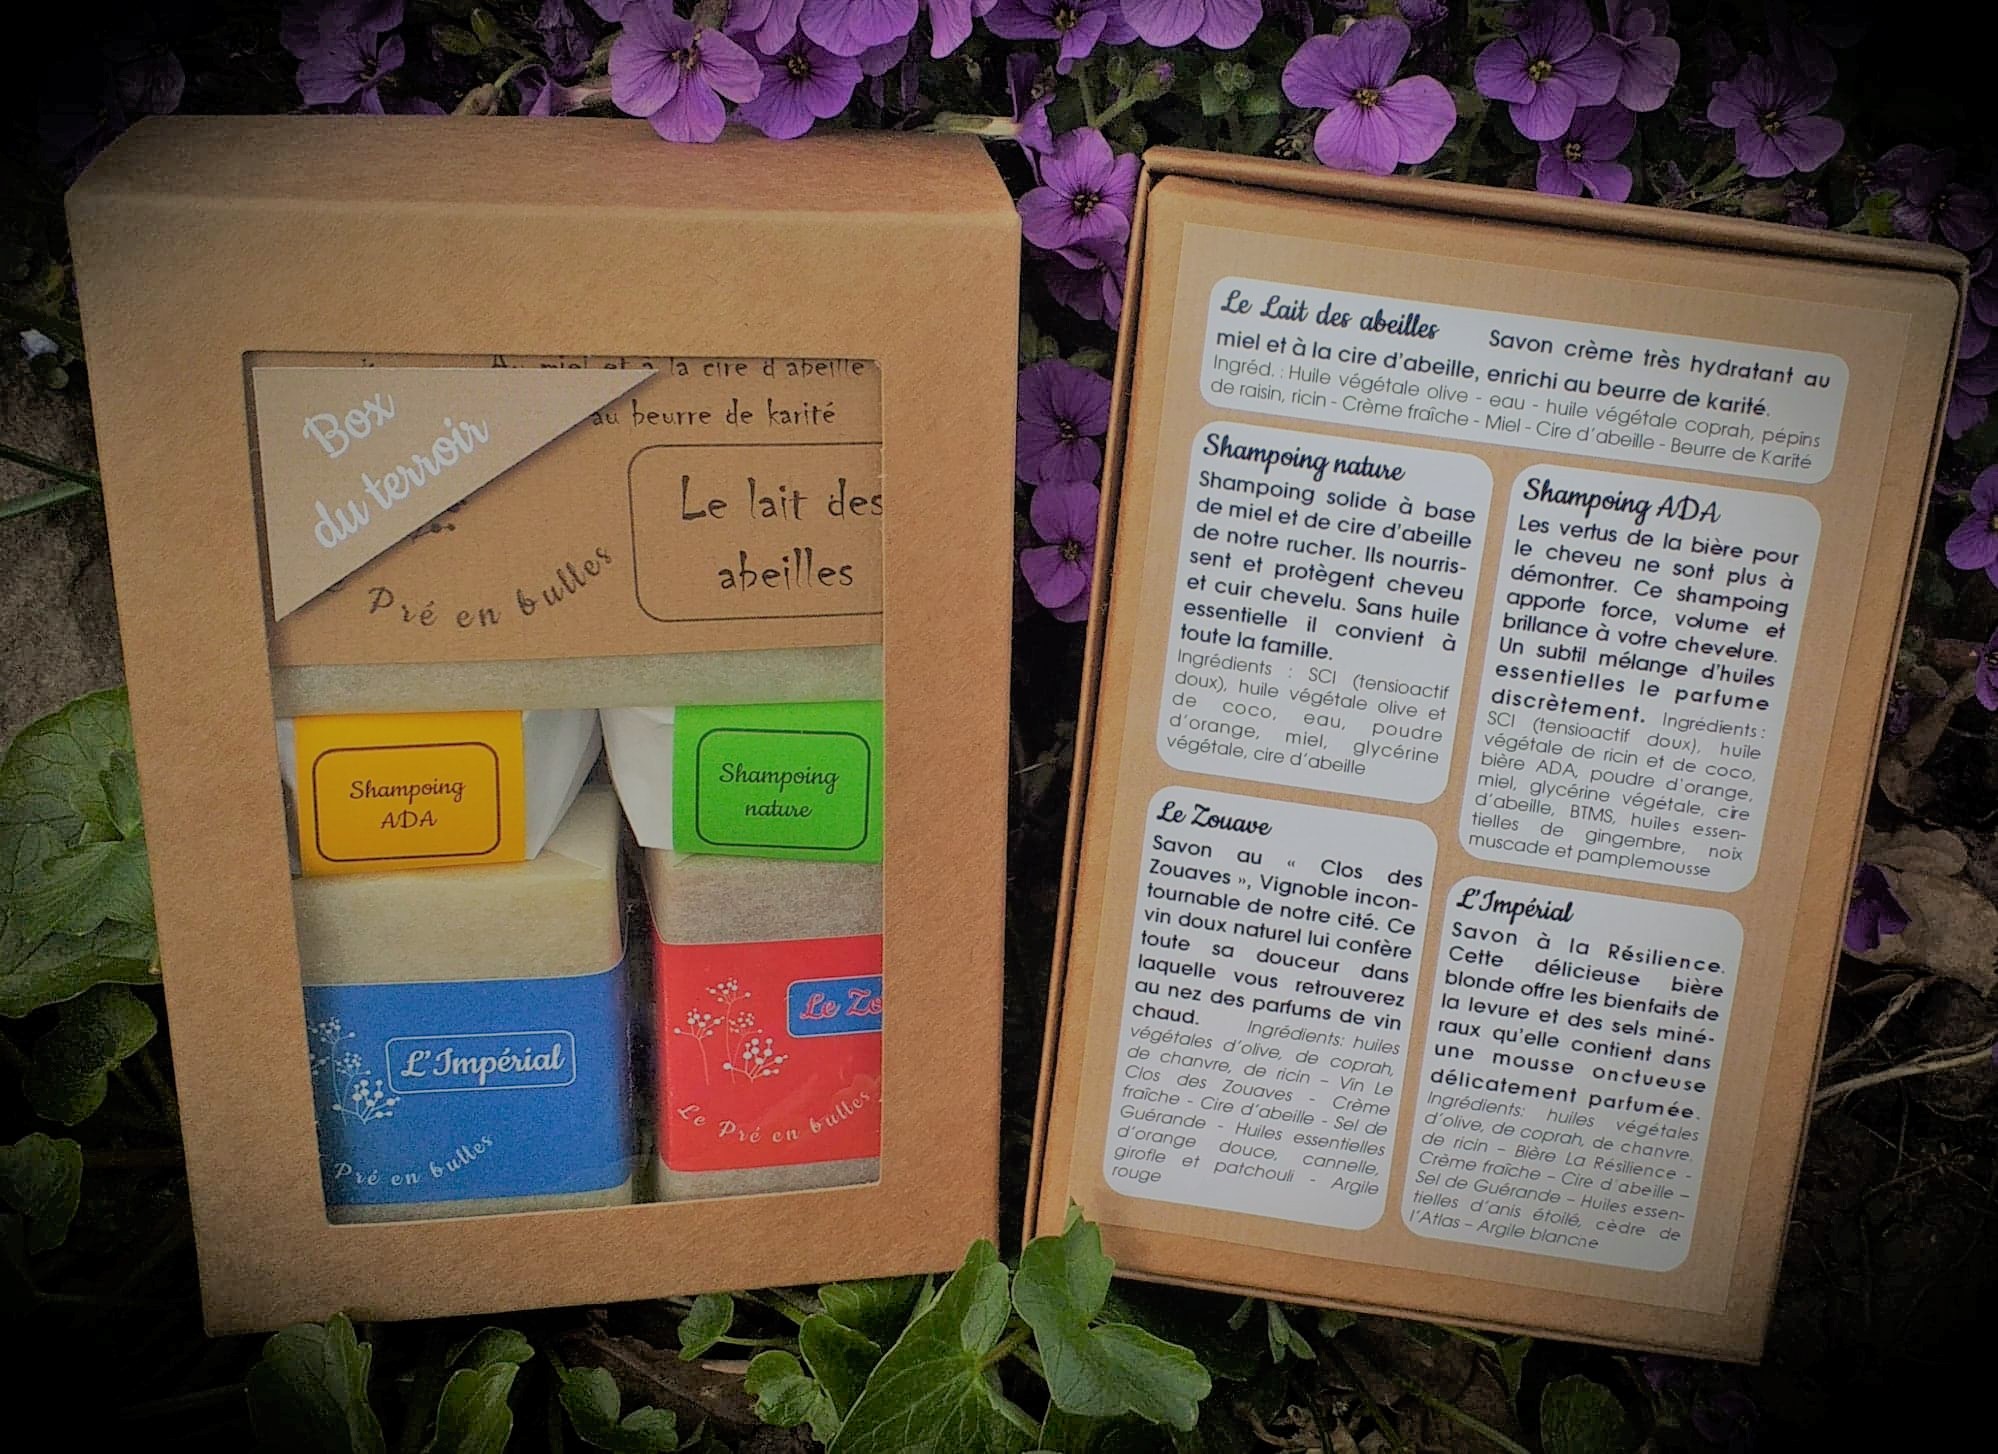 Box
du terroir
Au miel et à la cire d'abeille
au beurre de karité
Le lait des
abeilles
Pré en bulles
Shampoing
ADA
Shampoing
nature
L'Impérial
Pré en bulles
Le Zo
Le Pré en bulles
Le Lait des abeilles Savon crème très hydratant au
miel et à la cire d'abeille, enrichi au beurre de karité.
Ingréd. : Huile végétale olive - eau - huile végétale coprah, pépins
de raisin, ricin - Crème fraîche - Miel - Cire d'abeille - Beurre de Karité
Shampoing nature
Shampoing solide à base
de miel et de cire d'abeille
de notre rucher. Ils nourris-
sent et protègent cheveu
et cuir chevelu. Sans huile
essentielle il convient à
toute la famille.
Ingrédients : SCI (tensioactif
doux), huile végétale olive et
de coco, eau, poudre
d'orange, miel, glycérine
végétale, cire d'abeille
Shampoing ADA
Les vertus de la bière pour
le cheveu ne sont plus à
démontrer. Ce shampoing
apporte force, volume et
brillance à votre chevelure.
Un subtil mélange d'huiles
essentielles le parfume
discrètement. Ingrédients :
SCI (tensioactif doux), huile
végétale de ricin et de coco,
bière ADA, poudre d'orange,
miel, glycérine végétale, cire
d'abeille, BTMS, huiles essen-
tielles de gingembre, noix
muscade et pamplemousse
Le Zouave
Savon au « Clos des
Zouaves », Vignoble incon-
tournable de notre cité. Ce
vin doux naturel lui confère
toute sa douceur dans
laquelle vous retrouverez
au nez des parfums de vin
chaud. Ingrédients: huiles
végétales d'olive, de coprah,
de chanvre, de ricin – Vin Le
Clos des Zouaves - Crème
fraîche - Cire d'abeille - Sel de
Guérande - Huiles essentielles
d'orange douce, cannelle,
girofle et patchouli - Argile
rouge
L'Impérial
Savon à la Résilience.
Cette délicieuse bière
blonde offre les bienfaits de
la levure et des sels miné-
raux qu'elle contient dans
une mousse onctueuse
délicatement parfumée.
Ingrédients: huiles végétales
d'olive, de coprah, de chanvre,
de ricin – Bière La Résilience -
Crème fraîche – Cire d'abeille –
Sel de Guérande – Huiles essen-
tielles d'anis étoilé, cèdre de
l'Atlas – Argile blanche